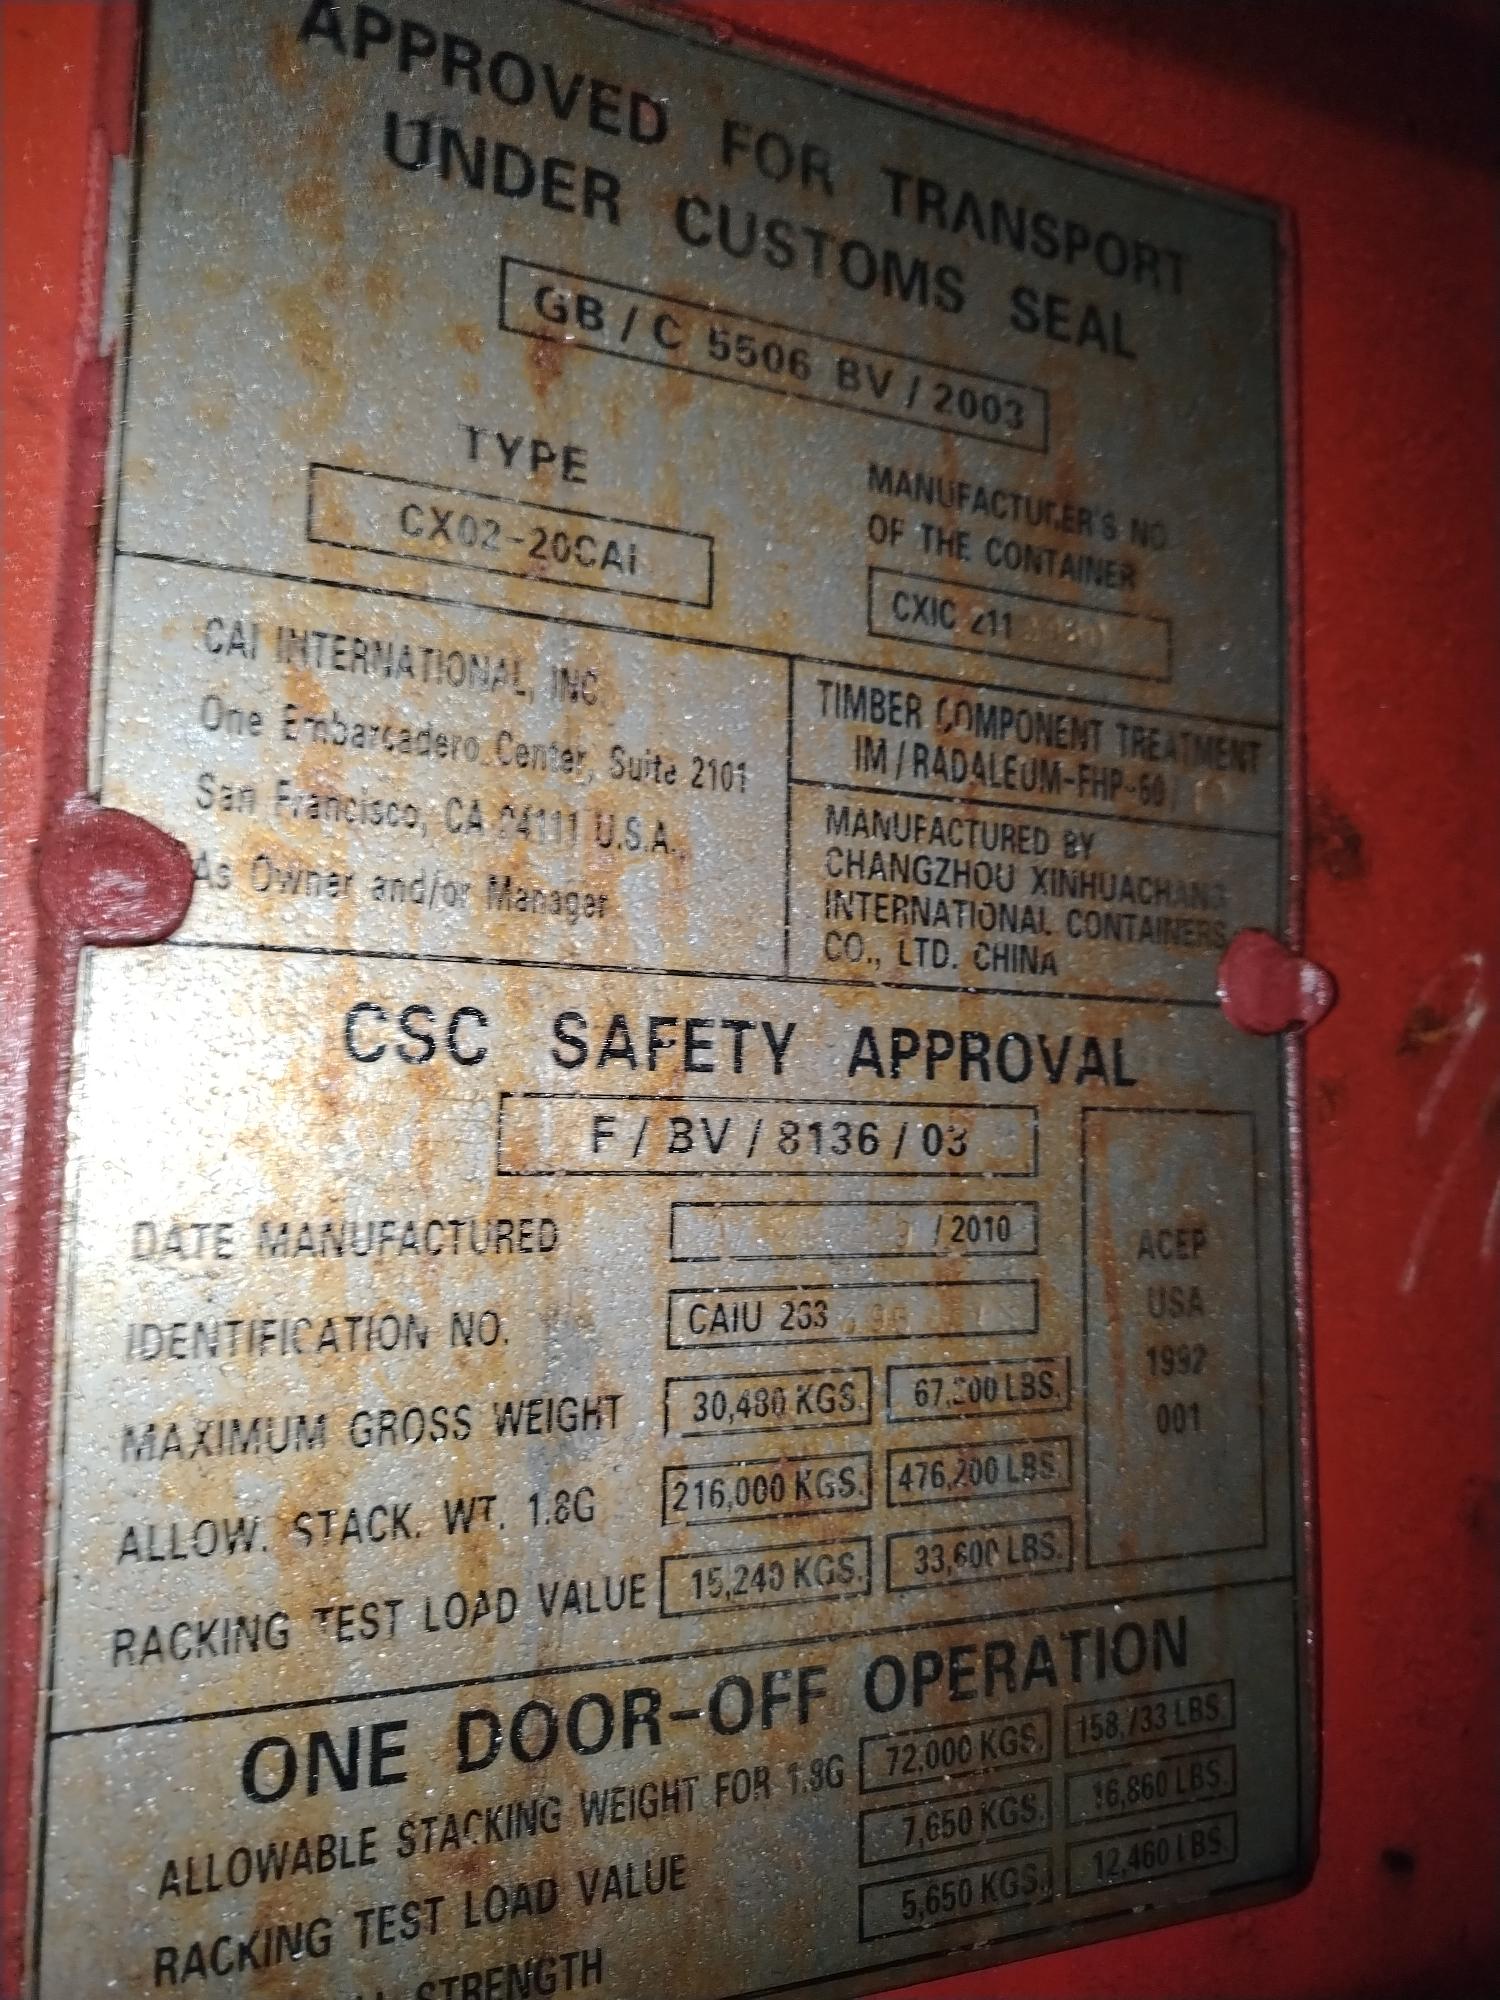 APPROVED FOR TRANSPORT
UNDER CUSTOMS SEAL
GB / C 5506 BV / 2003
TYPE
CX02-20CAI
MANUFACTURER'S NO
OF THE CONTAINER
CXIC 211
CAI INTERNATIONAL, INC
One Embarcadero Center, Suite 2101
San Francisco, CA 94111 U.S.A.
As Owner and/or Manager
TIMBER COMPONENT TREATMENT
IM / RADALEUM-FHP-60 /
MANUFACTURED BY
CHANGZHOU XINHUACHANG
INTERNATIONAL CONTAINERS
CO., LTD. CHINA
CSC SAFETY APPROVAL
F / BV / 8136 / 03
DATE MANUFACTURED / 2010
IDENTIFICATION NO. CAIU
MAXIMUM GROSS WEIGHT 30,480 KGS. 67,200 LBS.
ALLOW. STACK. WT. 1.8G 216,000 KGS. 476,200 LBS.
RACKING TEST LOAD VALUE 15,240 KGS. 33,600 LBS.
ACEP
USA
1992
001
ONE DOOR-OFF OPERATION
ALLOWABLE STACKING WEIGHT FOR 1.8G 72,000 KGS. 158,733 LBS.
RACKING TEST LOAD VALUE 7,650 KGS. 16,860 LBS.
STRENGTH 5,650 KGS. 12,460 LBS.